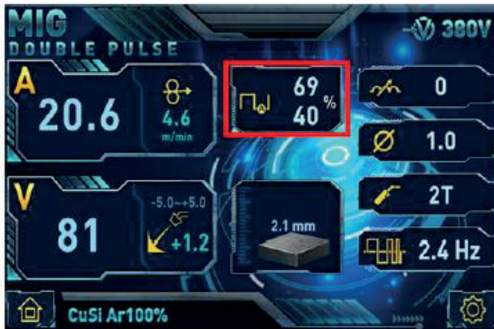 MIG
DOUBLE PULSE
380V
A
20.6
4.6
m/min
69
40 %
0
1.0
V
81
-5.0~+5.0
+1.2
2.1 mm
2T
2.4 Hz
CuSi Ar100%